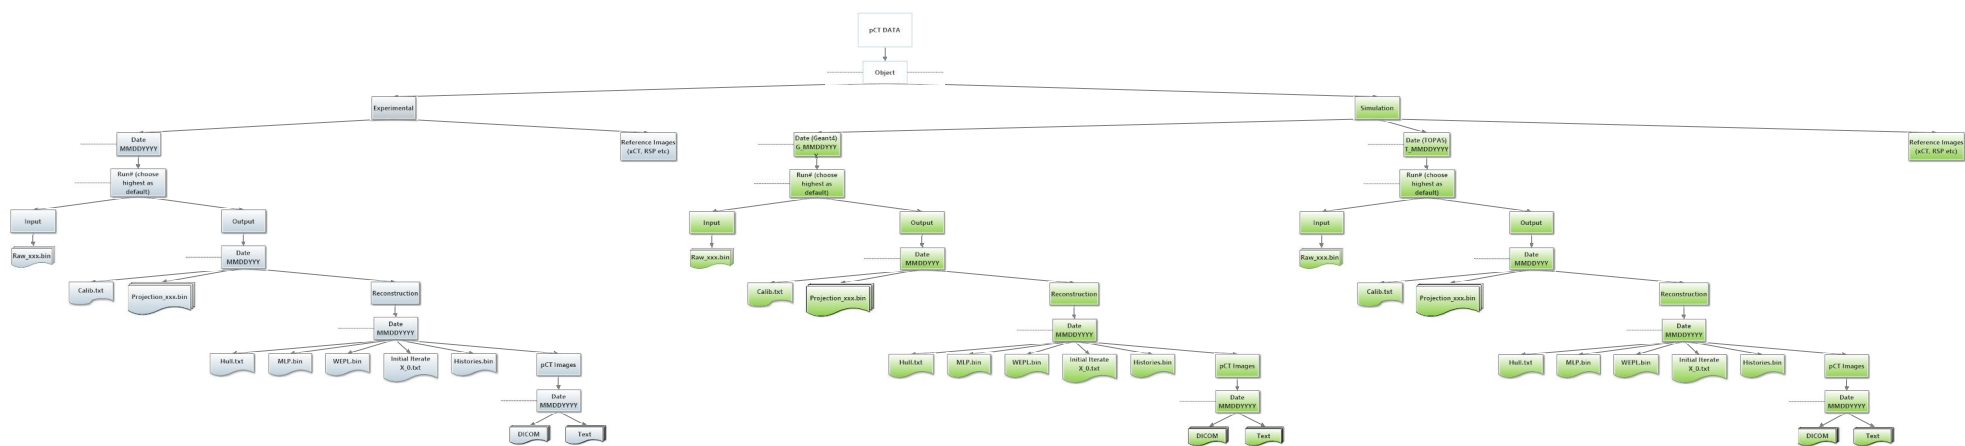 pCT DATA
Object
Experimental
Simulation
Date
MMDDYYYY
Reference Images
(xCT, RSP etc)
Date (Geant4)
G_MMDDYYY
Y
Date (TOPAS)
T_MMDDYYYY
Reference Images
(xCT, RSP etc)
Run# (choose
highest as
default)
Run# (choose
highest as
default)
Run# (choose
highest as
default)
Input
Output
Input
Output
Input
Output
Raw_xxx.bin
Date
MMDDYYY
Raw_xxx.bin
Date
MMDDYYY
Raw_xxx.bin
Date
MMDDYYY
Calib.txt
Projection_xxx.bin
Reconstruction
Calib.txt
Projection_xxx.bin
Reconstruction
Calib.txt
Projection_xxx.bin
Reconstruction
Date
MMDDYYYY
Date
MMDDYYYY
Date
MMDDYYYY
Hull.txt
MLP.bin
WEPL.bin
Initial Iterate
X_0.txt
Histories.bin
pCT Images
Hull.txt
MLP.bin
WEPL.bin
Initial Iterate
X_0.txt
Histories.bin
pCT Images
Hull.txt
MLP.bin
WEPL.bin
Initial Iterate
X_0.txt
Histories.bin
pCT Images
Date
MMDDYYYY
Date
MMDDYYYY
Date
MMDDYYYY
DICOM
Text
DICOM
Text
DICOM
Text